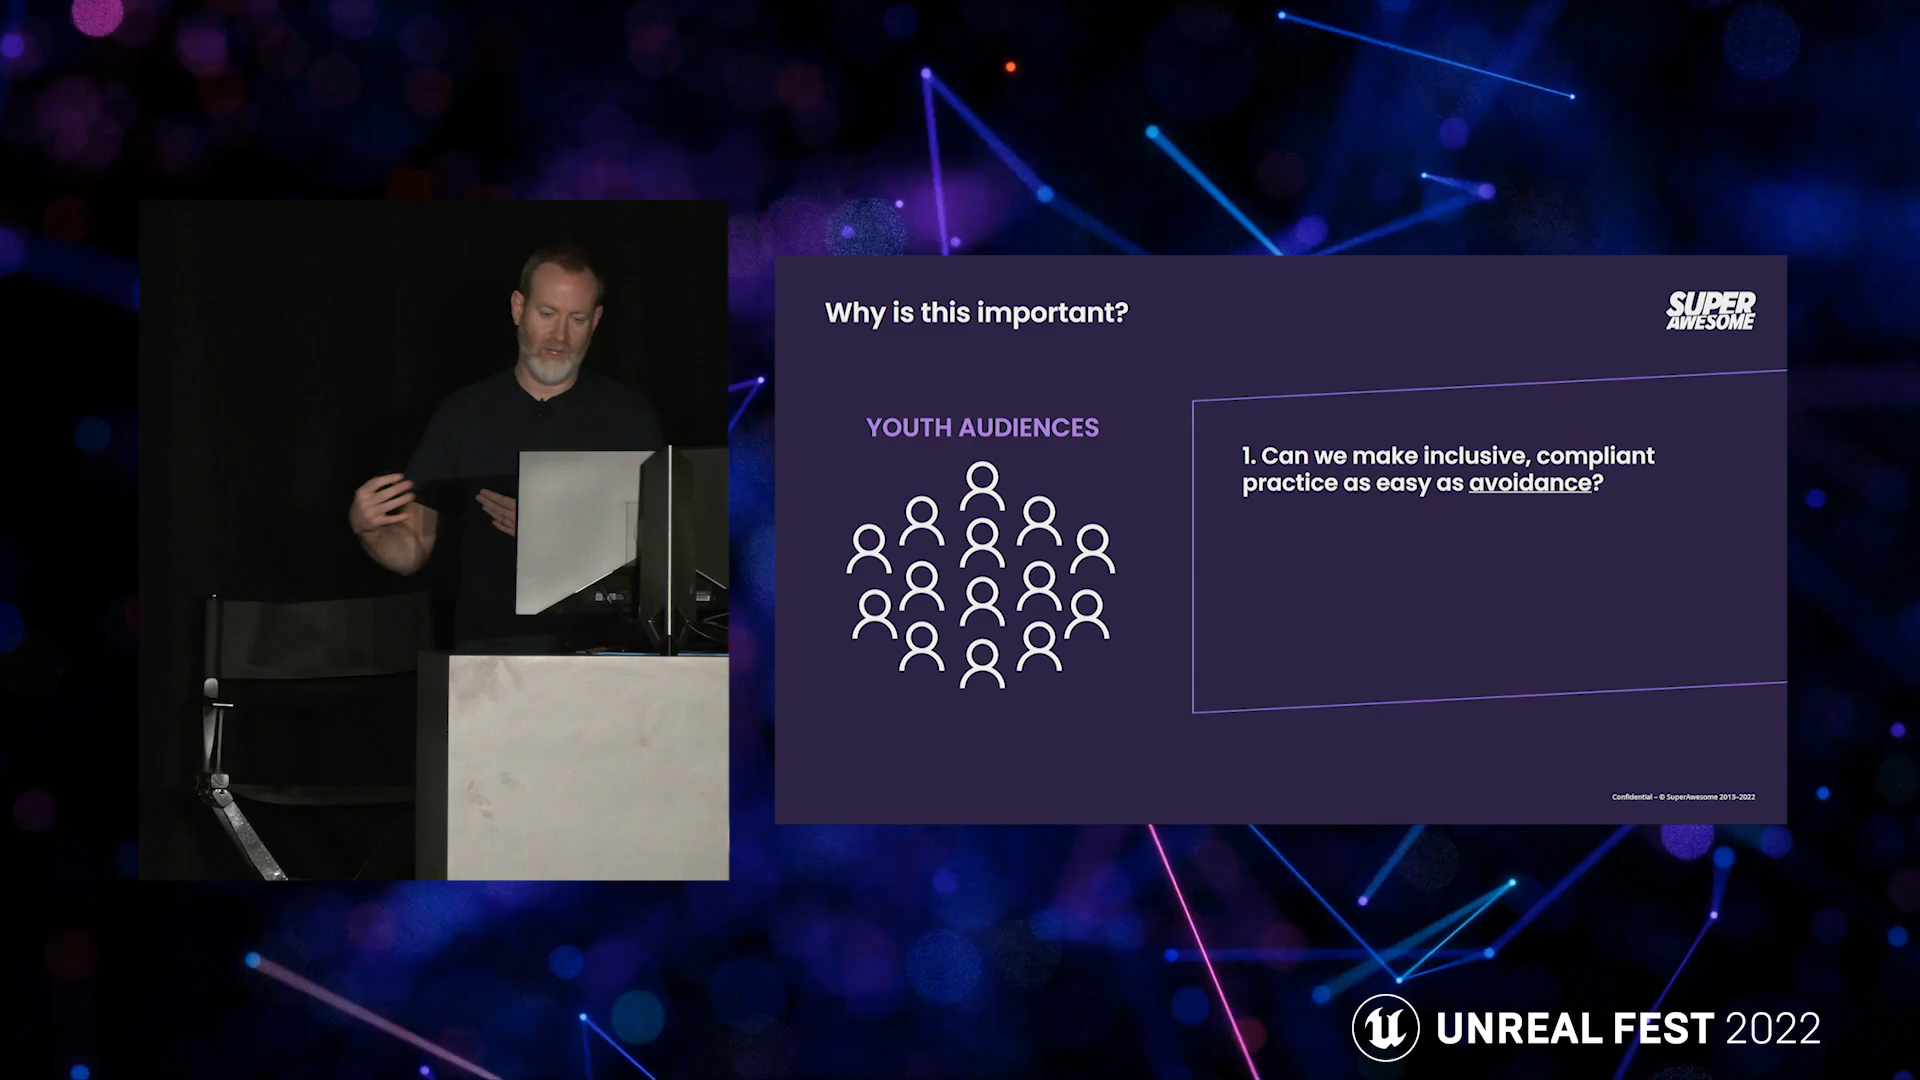 Why is this important?
SUPER
AWESOME
YOUTH AUDIENCES
1. Can we make inclusive, compliant
practice as easy as avoidance?
Confidential – © SuperAwesome 2013–2022
UNREAL FEST 2022